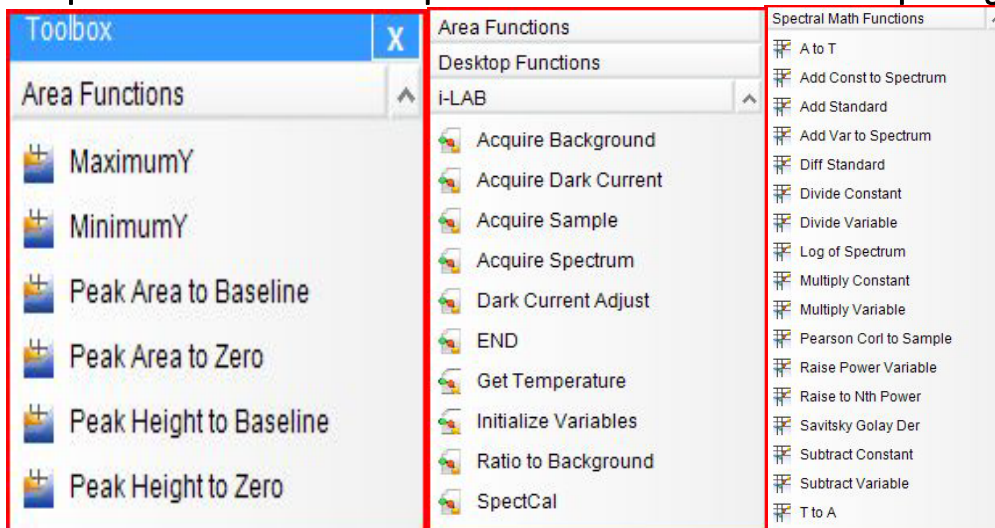 Toolbox
X
Area Functions
MaximumY
MinimumY
Peak Area to Baseline
Peak Area to Zero
Peak Height to Baseline
Peak Height to Zero
Area Functions
Desktop Functions
i-LAB
Acquire Background
Acquire Dark Current
Acquire Sample
Acquire Spectrum
Dark Current Adjust
END
Get Temperature
Initialize Variables
Ratio to Background
SpectCal
Spectral Math Functions
A to T
Add Const to Spectrum
Add Standard
Add Var to Spectrum
Diff Standard
Divide Constant
Divide Variable
Log of Spectrum
Multiply Constant
Multiply Variable
Pearson Corl to Sample
Raise Power Variable
Raise to Nth Power
Savitsky Golay Der
Subtract Constant
Subtract Variable
T to A